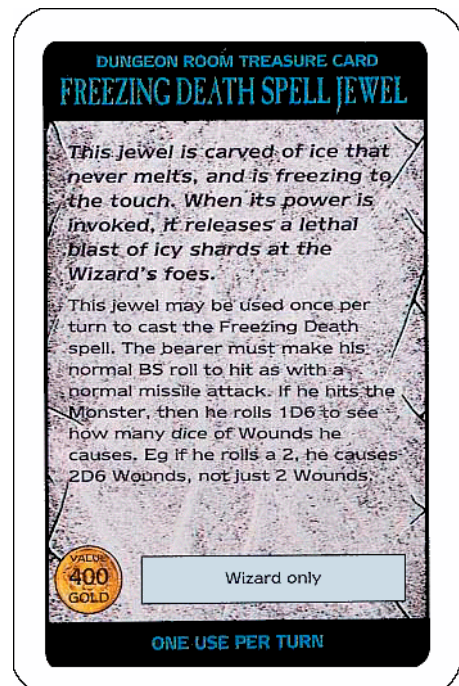 DUNGEON ROOM TREASURE CARD
FREEZING DEATH SPELL JEWEL
This jewel is carved of ice that
never melts, and is freezing to
the touch. When its power is
invoked, it releases a lethal
blast of icy shards at the
Wizard's foes.
This jewel may be used once per
turn to cast the Freezing Death
spell. The bearer must make his
normal BS roll to hit as with a
normal missile attack. If he hits the
Monster, then he rolls 1D6 to see
how many dice of Wounds he
causes. Eg if he rolls a 2, he causes
2D6 Wounds, not just 2 Wounds.
VALUE
400
GOLD
Wizard only
ONE USE PER TURN